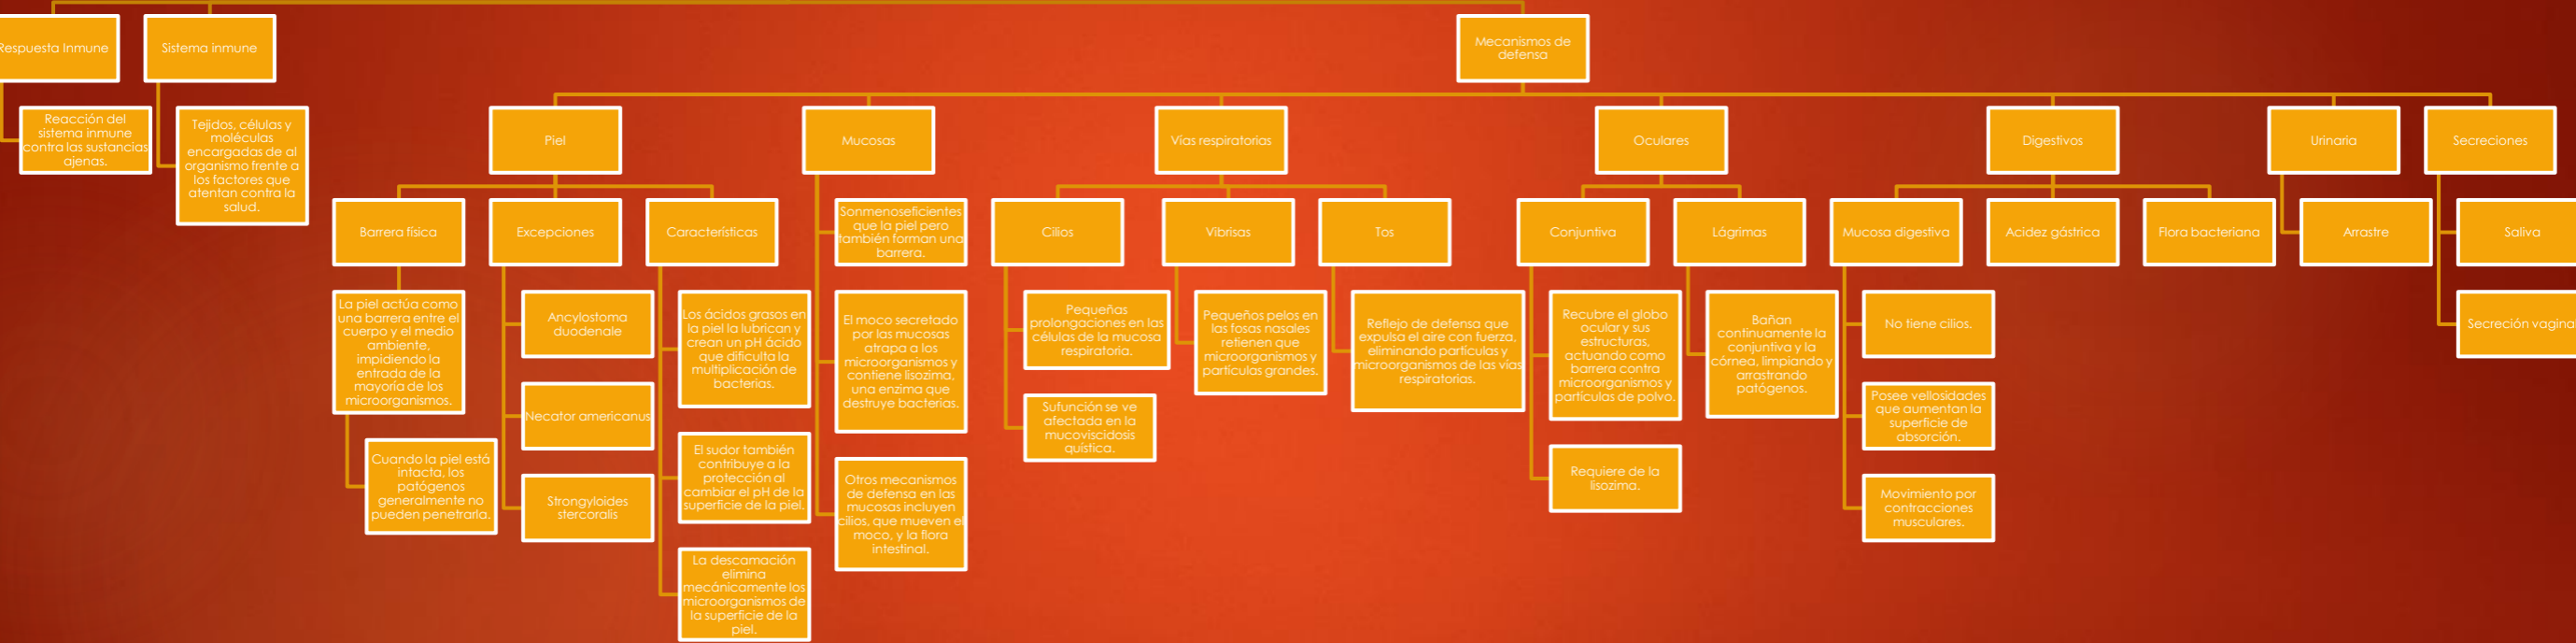 Respuesta Inmune
Reacción del
sistema inmune
contra las sustancias
ajenas.
Sistema inmune
Tejidos, células y
moléculas
encargadas de al
organismo frente a
los factores que
atentan contra la
salud.
Mecanismos de
defensa
Piel
Barrera física
La piel actúa como
una barrera entre el
cuerpo y el medio
ambiente,
impidiendo la
entrada de la
mayoría de los
microorganismos.
Cuando la piel está
intacta, los
patógenos
generalmente no
pueden penetrarla.
Excepciones
Ancylostoma
duodenale
Necator americanus
Strongyloides
stercoralis
Características
Los ácidos grasos en
la piel la lubrican y
crean un pH ácido
que dificulta la
multiplicación de
bacterias.
El sudor también
contribuye a la
protección al
cambiar el pH de la
superficie de la piel.
La descamación
elimina
mecánicamente los
microorganismos de
la superficie de la
piel.
Mucosas
Sonmenoseficientes
que la piel pero
también forman una
barrera.
El moco secretado
por las mucosas
atrapa a los
microorganismos y
contiene lisozima,
una enzima que
destruye bacterias.
Otros mecanismos
de defensa en las
mucosas incluyen
cilios, que mueven el
moco, y la flora
intestinal.
Vías respiratorias
Cilios
Pequeñas
prolongaciones en las
células de la mucosa
respiratoria.
Sufunción se ve
afectada en la
mucoviscidosis
quística.
Vibrisas
Pequeños pelos en
las fosas nasales
retienen que
microorganismos y
partículas grandes.
Tos
Reflejo de defensa que
expulsa el aire con fuerza,
eliminando partículas y
microorganismos de las vías
respiratorias.
Oculares
Conjuntiva
Recubre el globo
ocular y sus
estructuras,
actuando como
barrera contra
microorganismos y
partículas de polvo.
Requiere de la
lisozima.
Lágrimas
Bañan
continuamente la
conjuntiva y la
córnea, limpiando y
arrastrando
patógenos.
Digestivos
Mucosa digestiva
No tiene cilios.
Posee vellosidades
que aumentan la
superficie de
absorción.
Movimiento por
contracciones
musculares.
Acidez gástrica
Flora bacteriana
Urinaria
Arrastre
Secreciones
Saliva
Secreción vagina